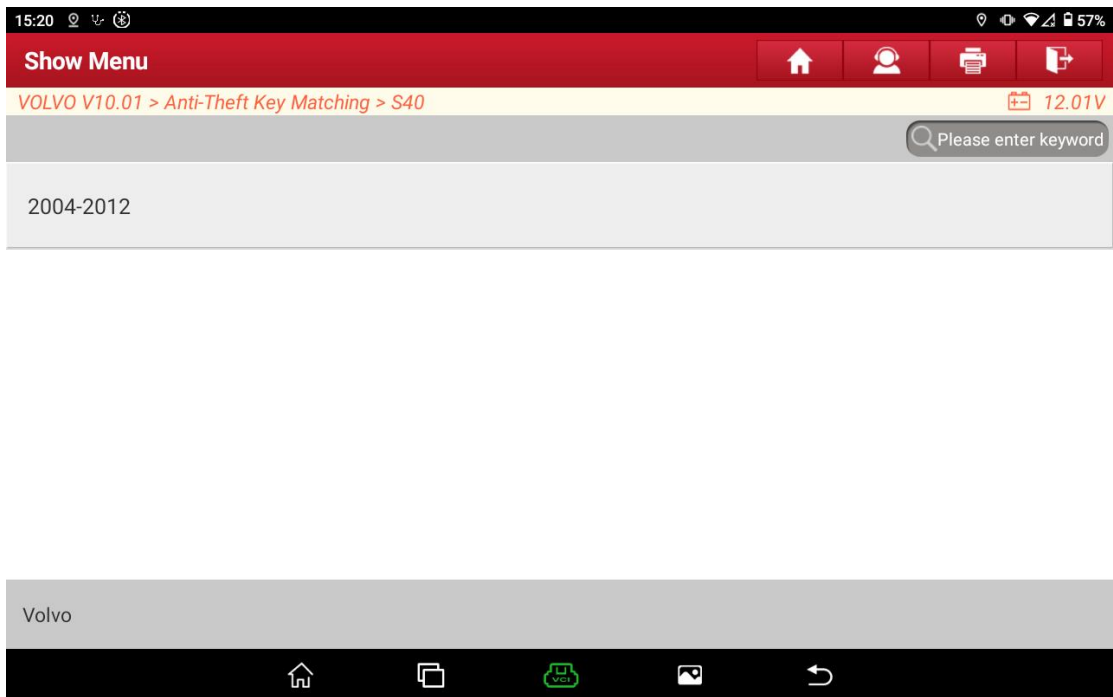 15:20 57%
Show Menu
VOLVO V10.01 > Anti-Theft Key Matching > S40 12.01V
Please enter keyword
2004-2012
Volvo
VCI